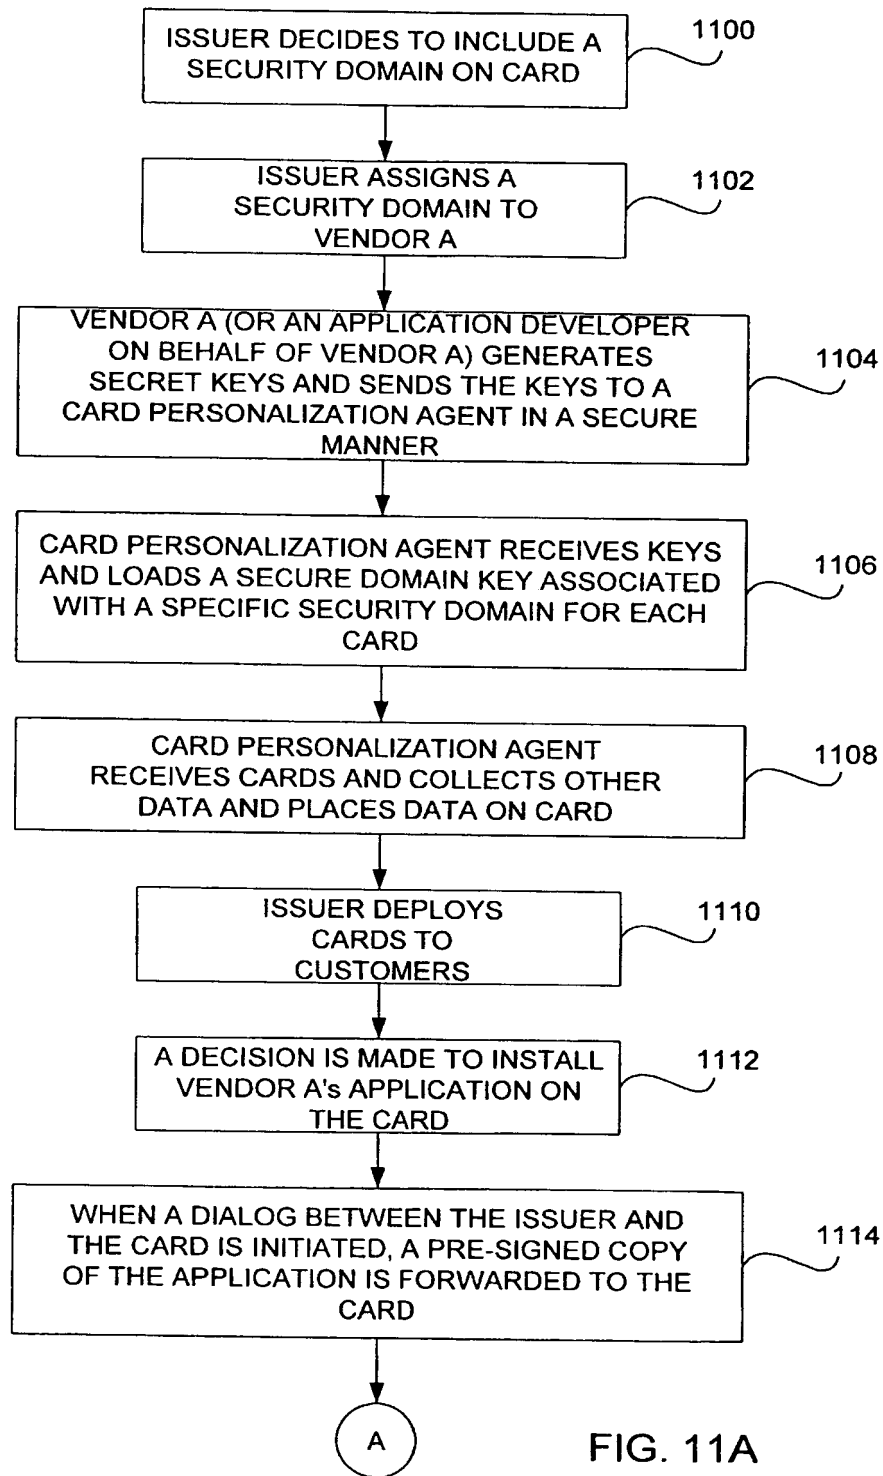 ISSUER DECIDES TO INCLUDE A
SECURITY DOMAIN ON CARD
1100
ISSUER ASSIGNS A
SECURITY DOMAIN TO
VENDOR A
1102
VENDOR A (OR AN APPLICATION DEVELOPER
ON BEHALF OF VENDOR A) GENERATES
SECRET KEYS AND SENDS THE KEYS TO A
CARD PERSONALIZATION AGENT IN A SECURE
MANNER
1104
CARD PERSONALIZATION AGENT RECEIVES KEYS
AND LOADS A SECURE DOMAIN KEY ASSOCIATED
WITH A SPECIFIC SECURITY DOMAIN FOR EACH
CARD
1106
CARD PERSONALIZATION AGENT
RECEIVES CARDS AND COLLECTS OTHER
DATA AND PLACES DATA ON CARD
1108
ISSUER DEPLOYS
CARDS TO
CUSTOMERS
1110
A DECISION IS MADE TO INSTALL
VENDOR A's APPLICATION ON
THE CARD
1112
WHEN A DIALOG BETWEEN THE ISSUER AND
THE CARD IS INITIATED, A PRE-SIGNED COPY
OF THE APPLICATION IS FORWARDED TO THE
CARD
1114
A
FIG. 11A